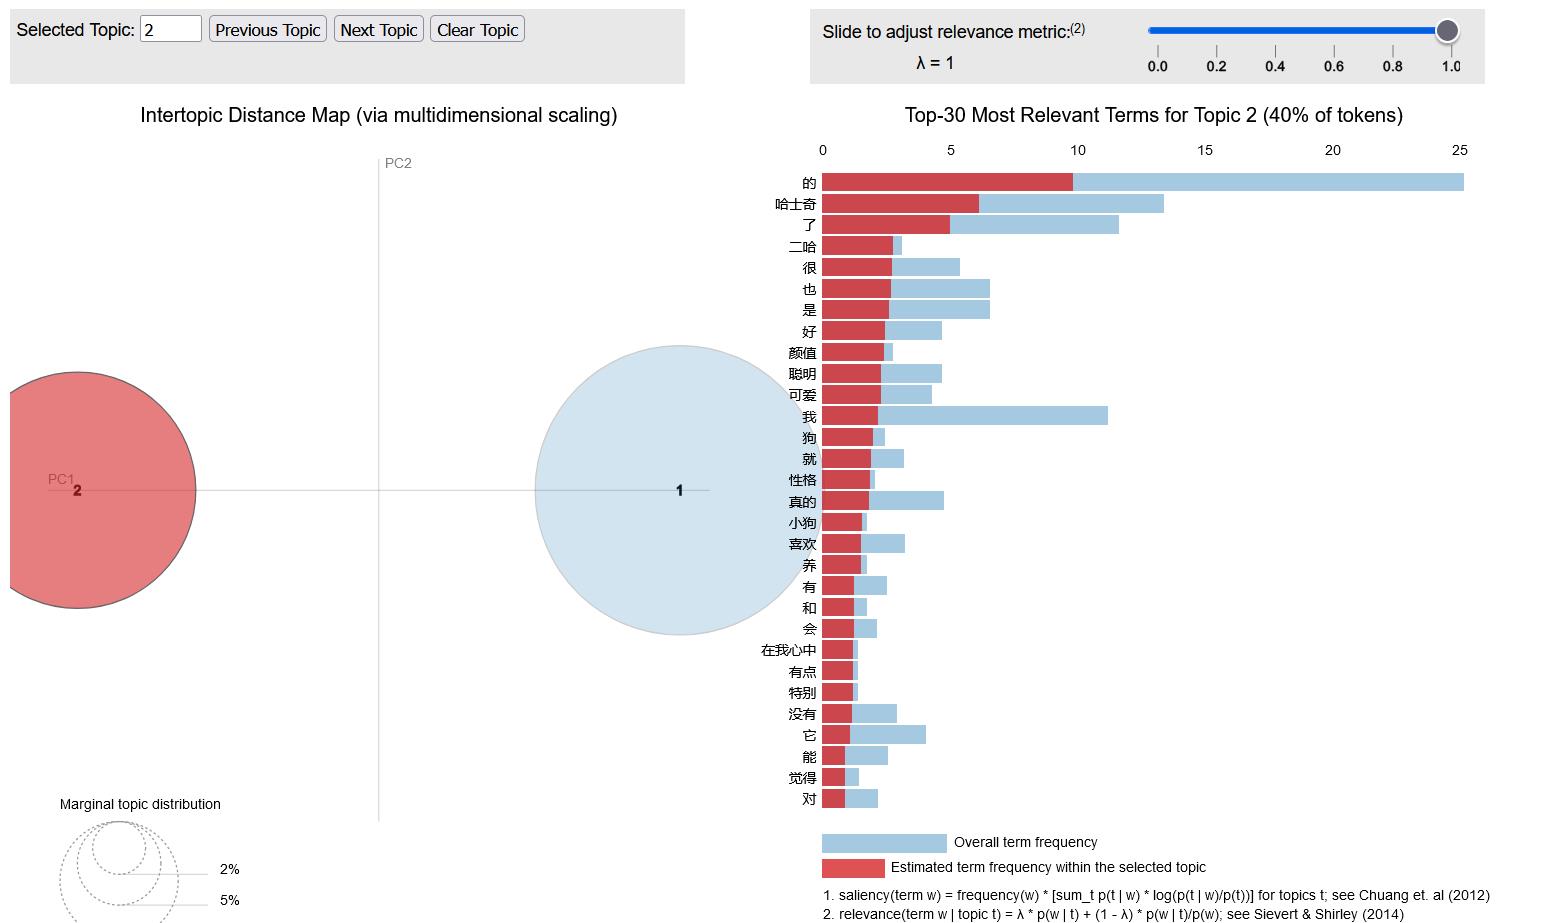 Selected Topic: 2 Previous Topic Next Topic Clear Topic
Slide to adjust relevance metric:(2)
λ = 1
0.0 0.2 0.4 0.6 0.8 1.0
Intertopic Distance Map (via multidimensional scaling)
PC2
PC1
2
1
Marginal topic distribution
2%
5%
Top-30 Most Relevant Terms for Topic 2 (40% of tokens)
0 5 10 15 20 25
的
哈士奇
了
二哈
很
也
是
好
颜值
聪明
可爱
我
狗
就
性格
真的
小狗
喜欢
养
有
和
会
在我心中
有点
特别
没有
它
能
觉得
对
Overall term frequency
Estimated term frequency within the selected topic
1. saliency(term w) = frequency(w) * [sum_t p(t | w) * log(p(t | w)/p(t))] for topics t; see Chuang et. al (2012)
2. relevance(term w | topic t) = λ * p(w | t) + (1 - λ) * p(w | t)/p(w); see Sievert & Shirley (2014)